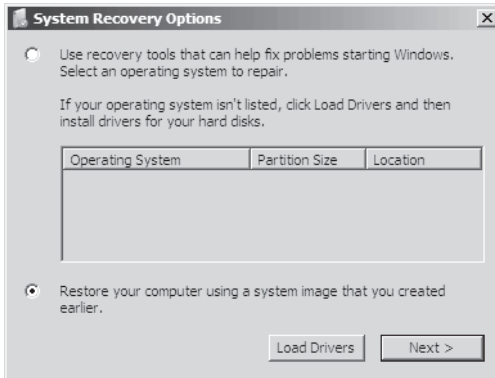 System Recovery Options
Use recovery tools that can help fix problems starting Windows.
Select an operating system to repair.
If your operating system isn't listed, click Load Drivers and then
install drivers for your hard disks.
Operating System Partition Size Location
Restore your computer using a system image that you created
earlier.
Load Drivers Next >